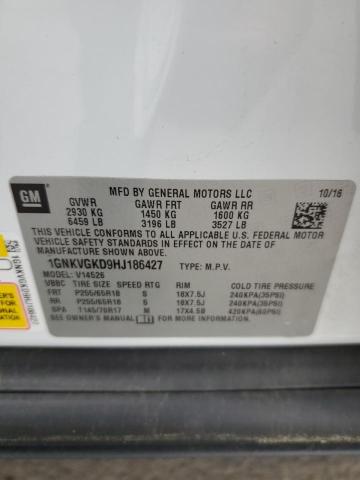 GM
MFD BY GENERAL MOTORS LLC 10/16
GVWR GAWR FRT GAWR RR
2930 KG 1450 KG 1600 KG
6459 LB 3196 LB 3527 LB
THIS VEHICLE CONFORMS TO ALL APPLICABLE U.S. FEDERAL
MOTOR VEHICLE SAFETY STANDARDS IN EFFECT ON THE
DATE OF MANUFACTURE SHOWN ABOVE.
1GNKVGKD9HJ186427 TYPE: M.P.V.
MODEL: V14526
VBBC TIRE SIZE SPEED RTG RIM COLD TIRE PRESSURE
FRT P255/65R18 S 18X7.5J 240KPA(35PSI)
RR P255/65R18 S 18X7.5J 240KPA(35PSI)
SPA T145/70R17 M 17X4.5B 420KPA(60PSI)
SEE OWNER'S MANUAL FOR MORE INFORMATION.